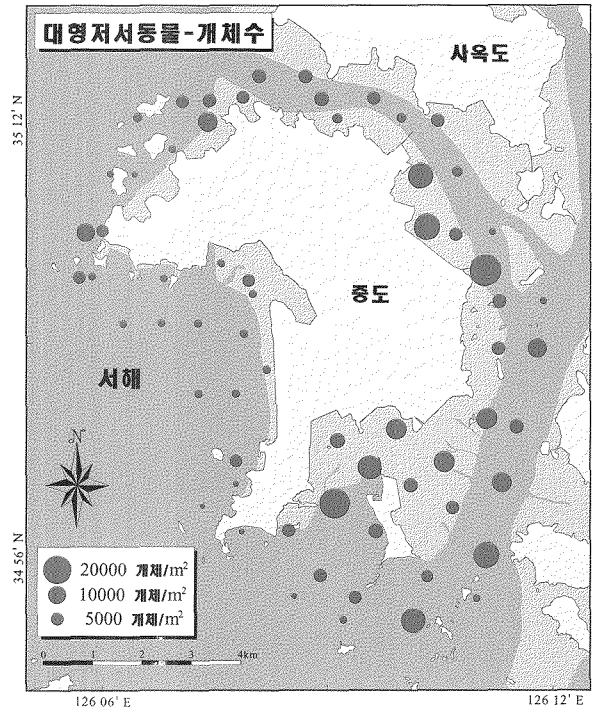 대형저서동물-개체수
사옥도
35 12' N
중도
서해
N
34 56' N
20000 개체/m²
10000 개체/m²
5000 개체/m²
0 1 2 3 4km
126 06' E
126 12' E